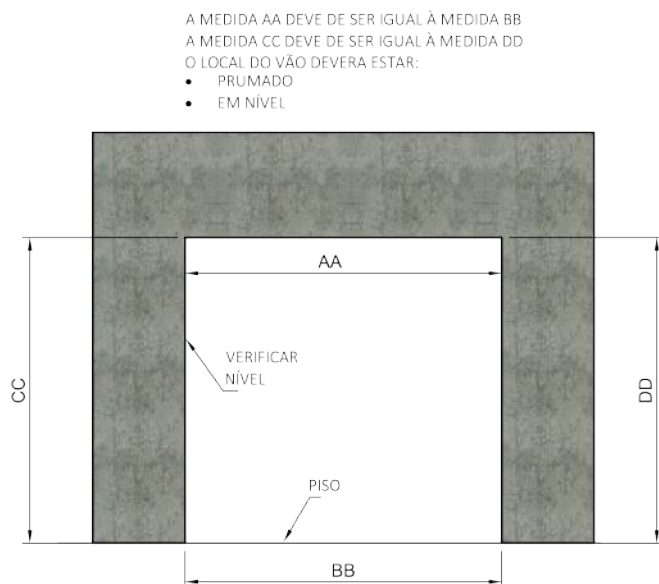 A MEDIDA AA DEVE DE SER IGUAL À MEDIDA BB
A MEDIDA CC DEVE DE SER IGUAL À MEDIDA DD
O LOCAL DO VÃO DEVERA ESTAR:
• PRUMADO
• EM NÍVEL
AA
VERIFICAR
NÍVEL
CC
DD
PISO
BB